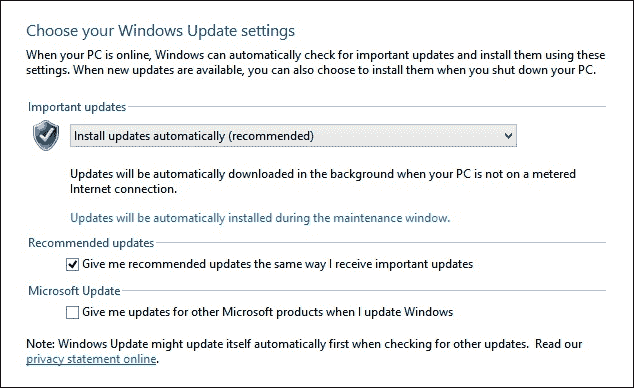 Choose your Windows Update settings
When your PC is online, Windows can automatically check for important updates and install them using these
settings. When new updates are available, you can also choose to install them when you shut down your PC.
Important updates
Install updates automatically (recommended)
Updates will be automatically downloaded in the background when your PC is not on a metered
Internet connection.
Updates will be automatically installed during the maintenance window.
Recommended updates
Give me recommended updates the same way I receive important updates
Microsoft Update
Give me updates for other Microsoft products when I update Windows
Note: Windows Update might update itself automatically first when checking for other updates. Read our
privacy statement online.